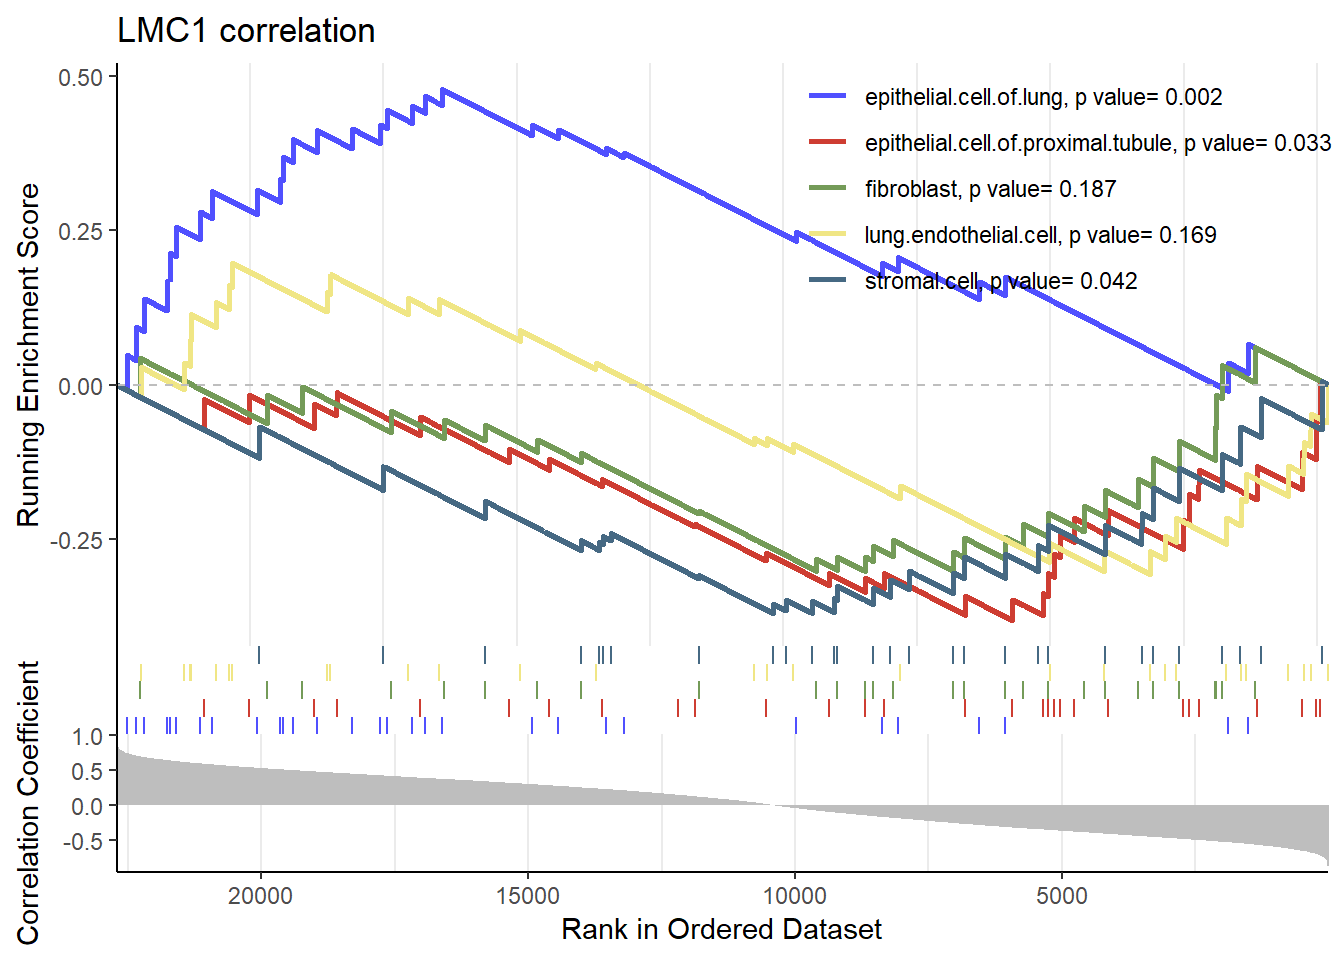 LMC1 correlation
Running Enrichment Score
0.50
0.25
0.00
-0.25
epithelial.cell.of.lung, p value= 0.002
epithelial.cell.of.proximal.tubule, p value= 0.033
fibroblast, p value= 0.187
lung.endothelial.cell, p value= 0.169
stromal.cell, p value= 0.042
Correlation Coefficient
1.0
0.5
0.0
-0.5
20000
15000
10000
5000
Rank in Ordered Dataset